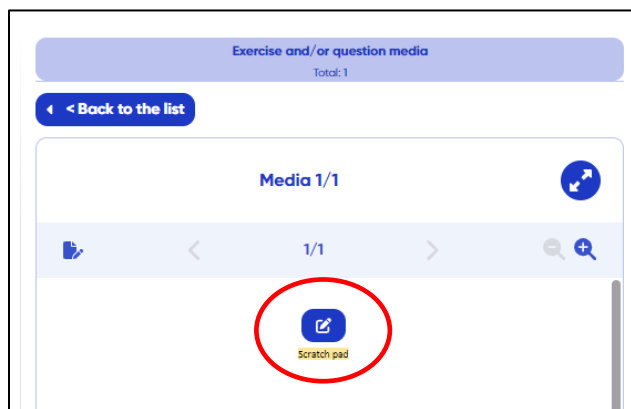 Exercise and/or question media
Total: 1
< Back to the list
Media 1/1
1/1
Scratch pad